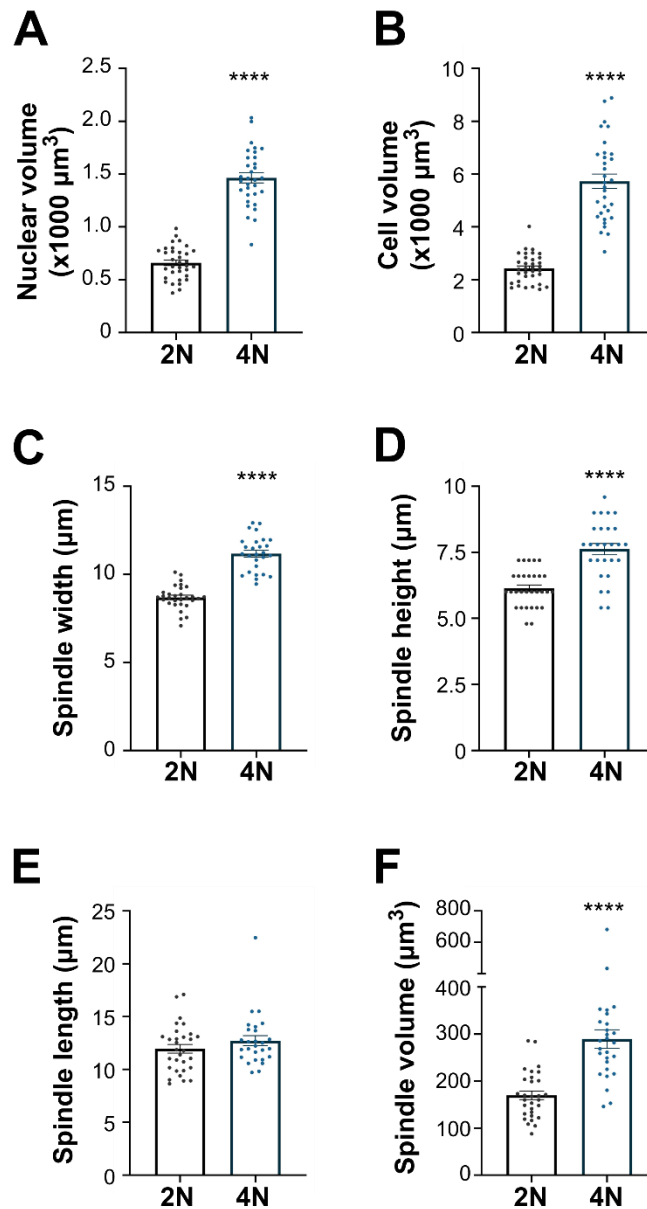 A
B
Nuclear volume
(x1000 µm³)
2.5
2.0
1.5
1.0
0.5
0
****
2N
4N
Cell volume
(x1000 µm³)
10
8
6
4
2
0
****
2N
4N
C
D
Spindle width (µm)
15
10
5
0
****
2N
4N
Spindle height (µm)
10
7.5
5.0
2.5
0
****
2N
4N
E
F
Spindle length (µm)
25
20
15
10
5
0
2N
4N
Spindle volume (µm³)
800
600
400
300
200
100
0
****
2N
4N